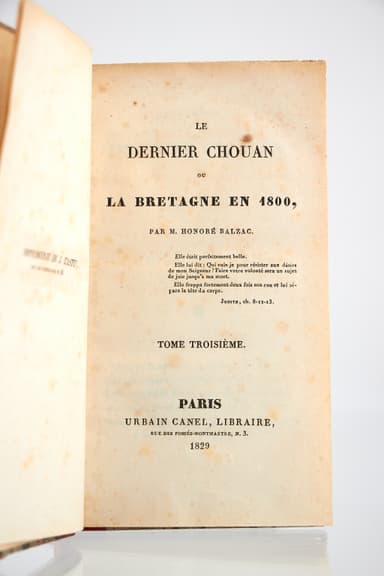 LE
DERNIER CHOUAN
OU
LA BRETAGNE EN 1800,
PAR M. HONORÉ BALZAC.
Elle était parfaitement belle.
Elle lui dit : Qui suis-je pour résister aux désirs
de mon Seigneur? Faire votre volonté sera un sujet
de joie jusqu'à ma mort.
Elle frappa fortement deux fois son cou et lui sé-
para la tête du corps.
JUDITH, ch. 8-12-13.
TOME TROISIÈME.
PARIS
URBAIN CANEL, LIBRAIRE,
RUE DES FOSSÉS-MONTMARTRE, N. 3.
1829